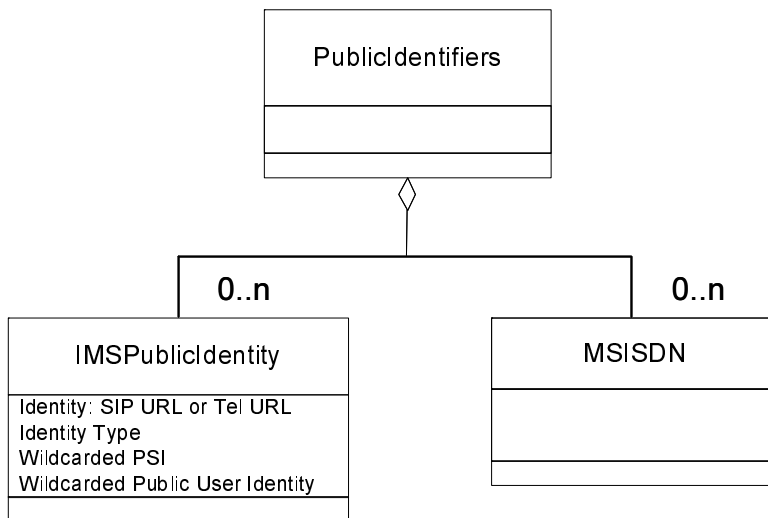 PublicIdentifiers
0..n
0..n
IMSPublicIdentity
MSISDN
Identity: SIP URL or Tel URL
Identity Type
Wildcarded PSI
Wildcarded Public User Identity